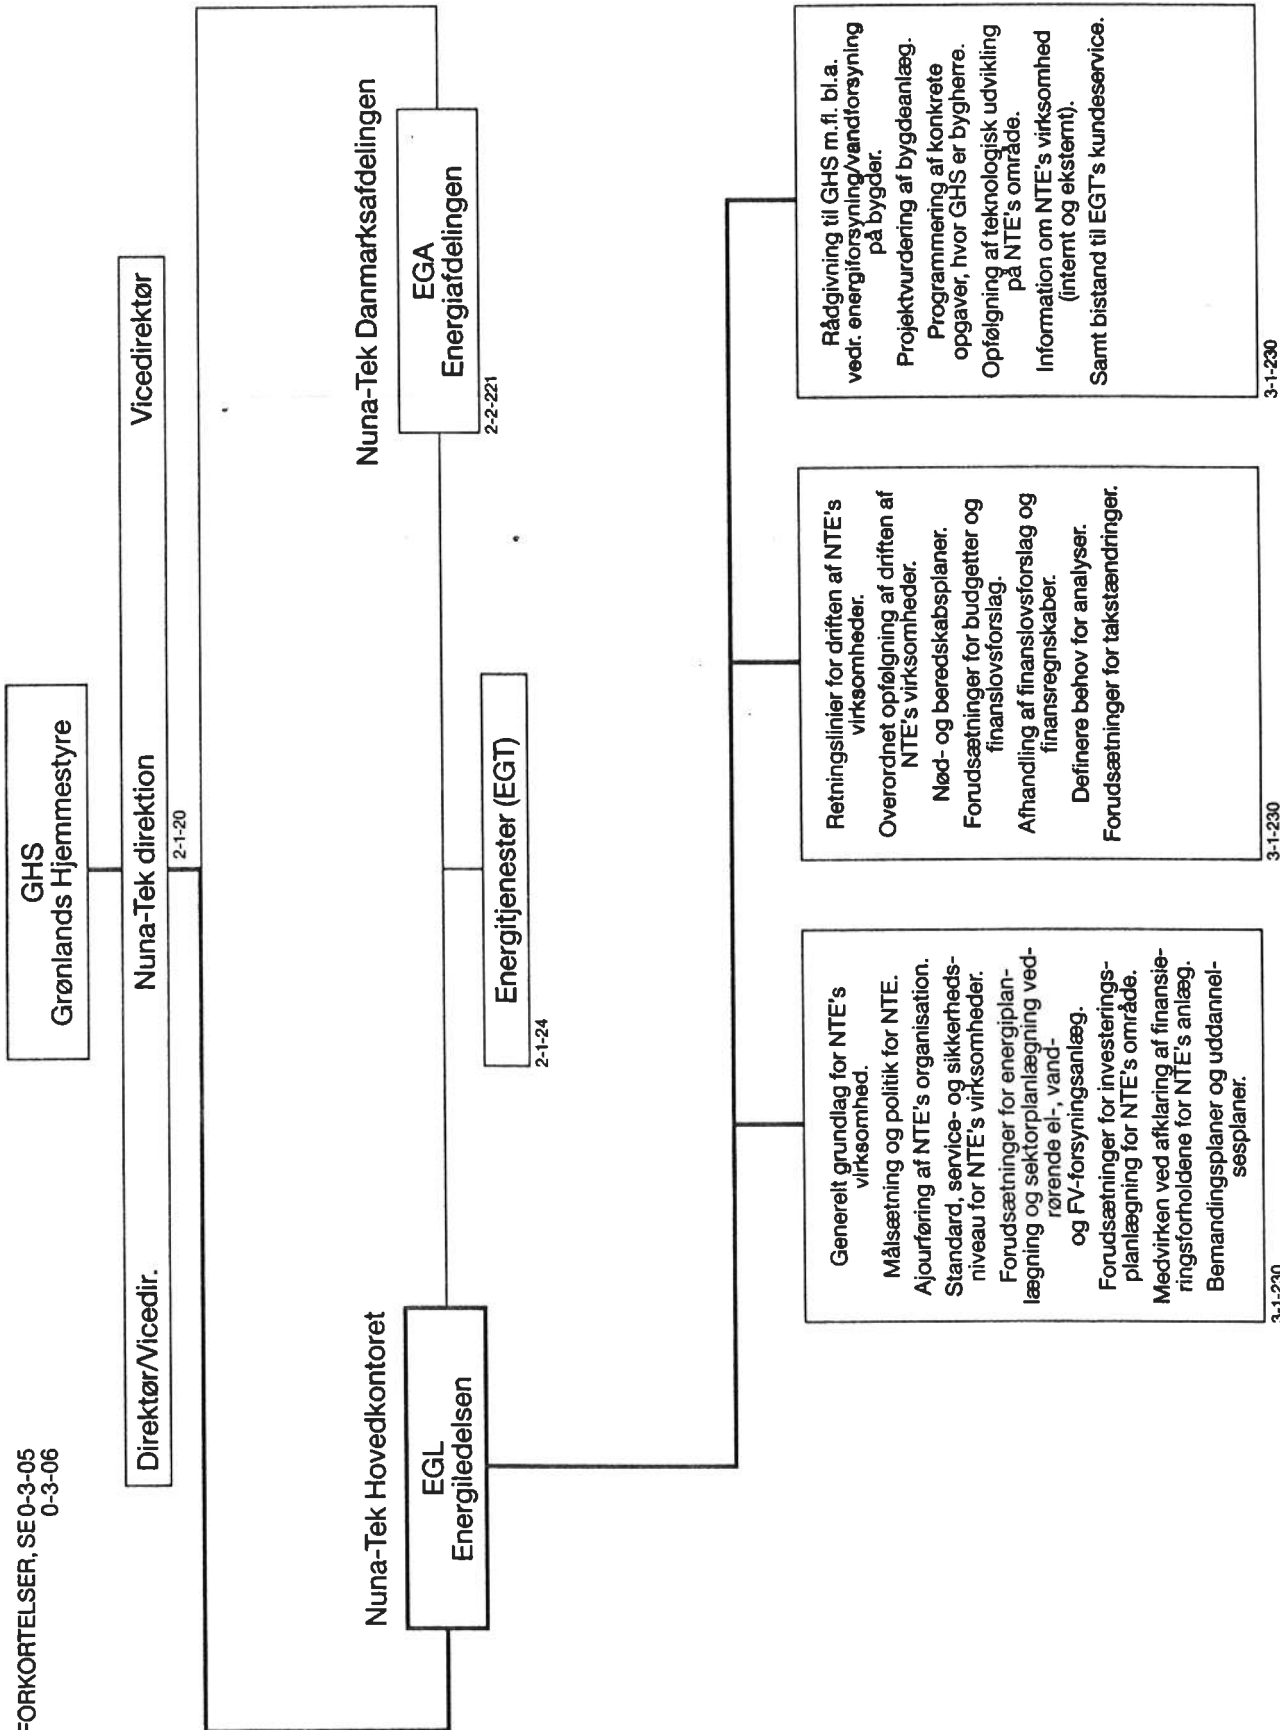 FORKORTELSER, SE 0-3-05
0-3-06
GHS
Grønlands Hjemmestyre
Direktør/Vicedir.
Nuna-Tek direktion
Vicedirektør
2-1-20
Nuna-Tek Hovedkontoret
EGL
Energiledelsen
Nuna-Tek Danmarksafdelingen
EGA
Energiafdelingen
2-2-221
Energitjenester (EGT)
2-1-24
Generelt grundlag for NTE's
virksomhed.
Målsætning og politik for NTE.
Ajourføring af NTE's organisation.
Standard, service- og sikkerheds-
niveau for NTE's virksomheder.
Forudsætninger for energiplan-
lægning og sektorplanlægning ved-
rørende el-, vand-
og FV-forsyningsanlæg.
Forudsætninger for investerings-
planlægning for NTE's område.
Medvirken ved afklaring af finansie-
ringsforholdene for NTE's anlæg.
Bemandingsplaner og uddannel-
sesplaner.
3-1-230
Retningslinier for driften af NTE's
virksomheder.
Overordnet opfølgning af driften af
NTE's virksomheder.
Nød- og beredskabsplaner.
Forudsætninger for budgetter og
finanslovsforslag.
Afhandling af finanslovsforslag og
finansregnskaber.
Definere behov for analyser.
Forudsætninger for takstændringer.
3-1-230
Rådgivning til GHS m.fl. bl.a.
vedr. energiforsyning/vandforsyning
på bygder.
Projektvurdering af bygdeanlæg.
Programmering af konkrete
opgaver, hvor GHS er bygherre.
Opfølgning af teknologisk udvikling
på NTE's område.
Information om NTE's virksomhed
(internt og eksternt).
Samt bistand til EGT's kundeservice.
3-1-230